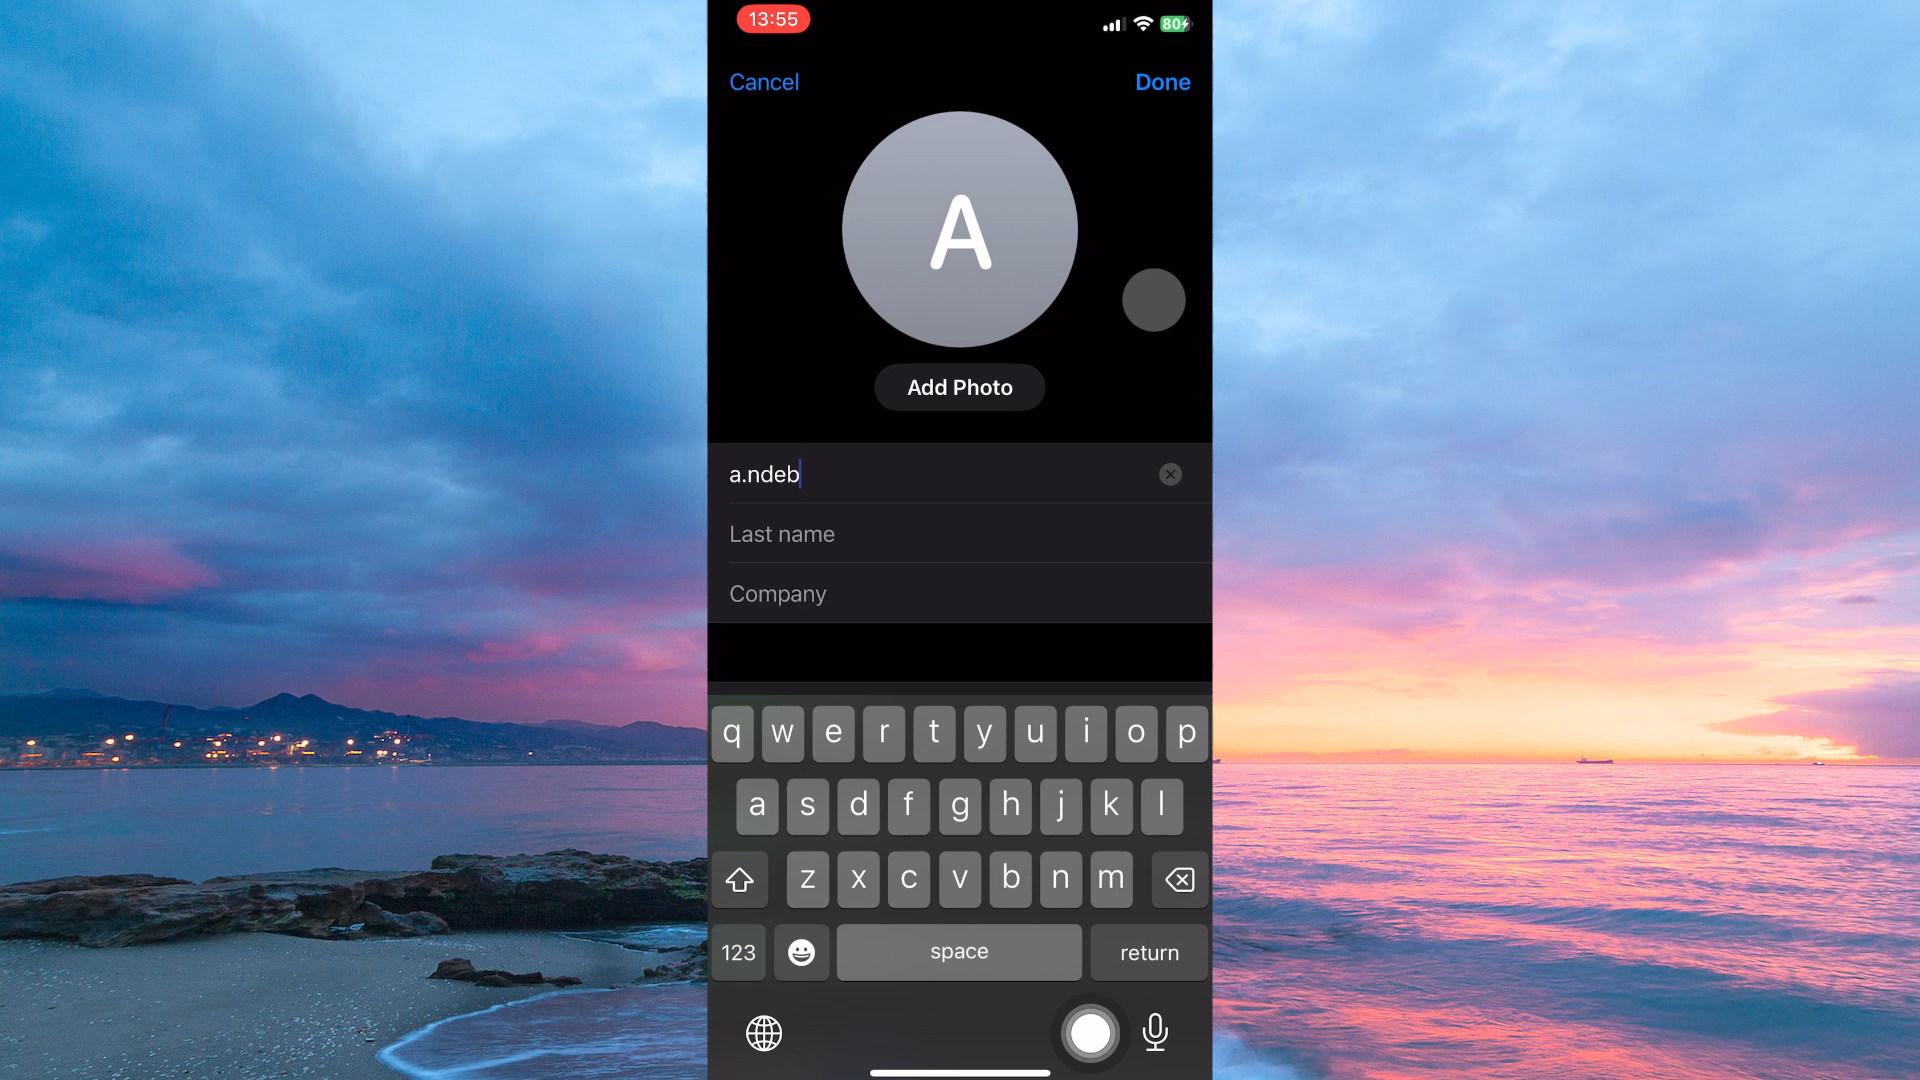 13:55
80
Cancel
Done
A
Add Photo
a.ndeb
Last name
Company
q w e r t y u i o p
a s d f g h j k l
z x c v b n m
123
space
return